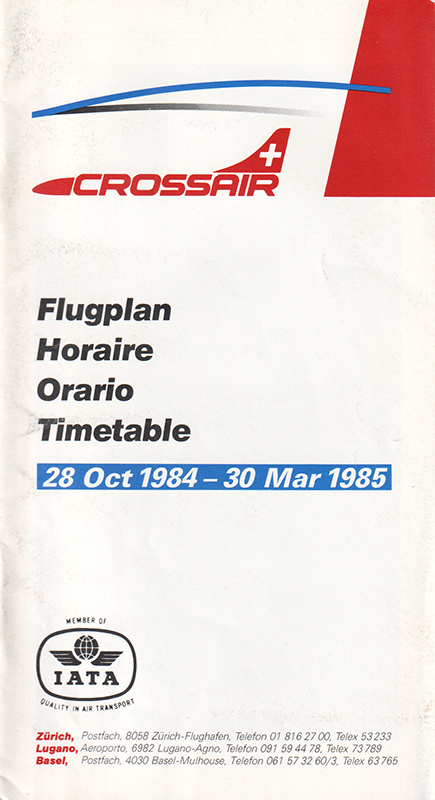 CROSSAIR
Flugplan
Horaire
Orario
Timetable
28 Oct 1984 – 30 Mar 1985
MEMBER OF
IATA
QUALITY IN AIR TRANSPORT
Zürich, Postfach, 8058 Zürich-Flughafen, Telefon 01 816 27 00, Telex 53 233
Lugano, Aeroporto, 6982 Lugano-Agno, Telefon 091 59 44 78, Telex 73 789
Basel, Postfach, 4030 Basel-Mulhouse, Telefon 061 57 32 60/3, Telex 63 765